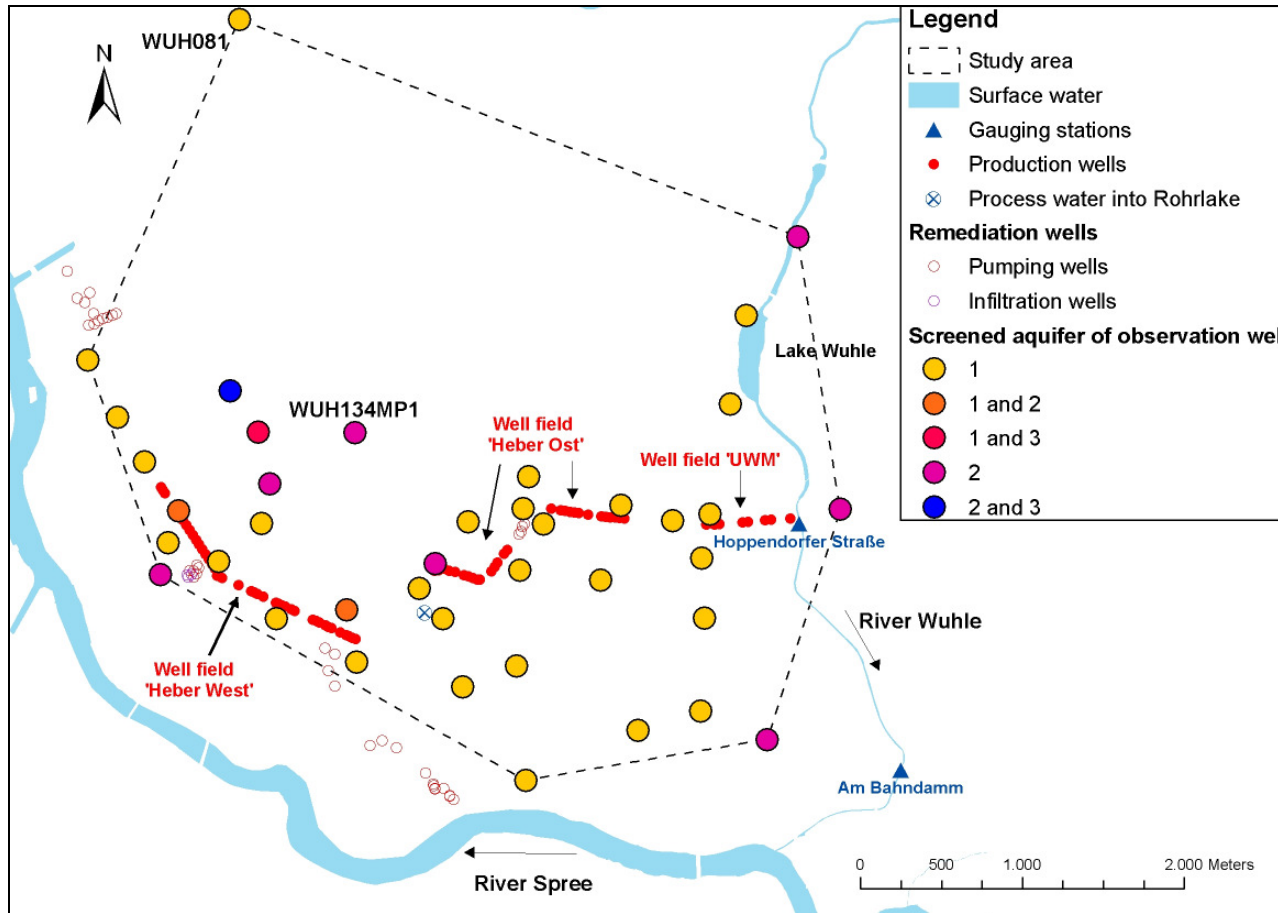 WUH081
N
Lake Wuhle
WUH134MP1
Well field
'Heber Ost'
Well field 'UWM'
Hoppendorfer Straße
River Wuhle
Well field
'Heber West'
Am Bahndamm
River Spree
0 500 1.000 2.000 Meters
Legend
Study area
Surface water
Gauging stations
Production wells
Process water into Rohrlake
Remediation wells
Pumping wells
Infiltration wells
Screened aquifer of observation wel
1
1 and 2
1 and 3
2
2 and 3